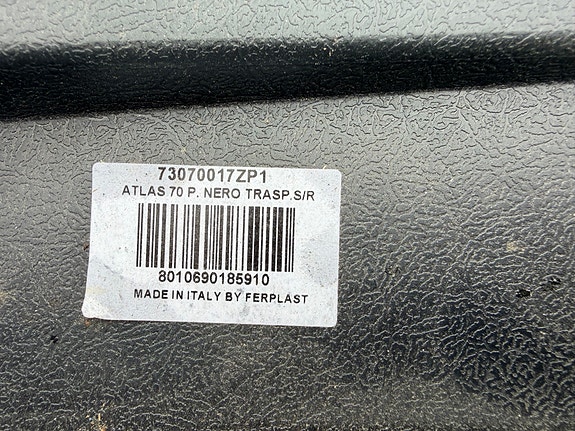 73070017ZP1
ATLAS 70 P. NERO TRASP.S/R
8010690185910
MADE IN ITALY BY FERPLAST